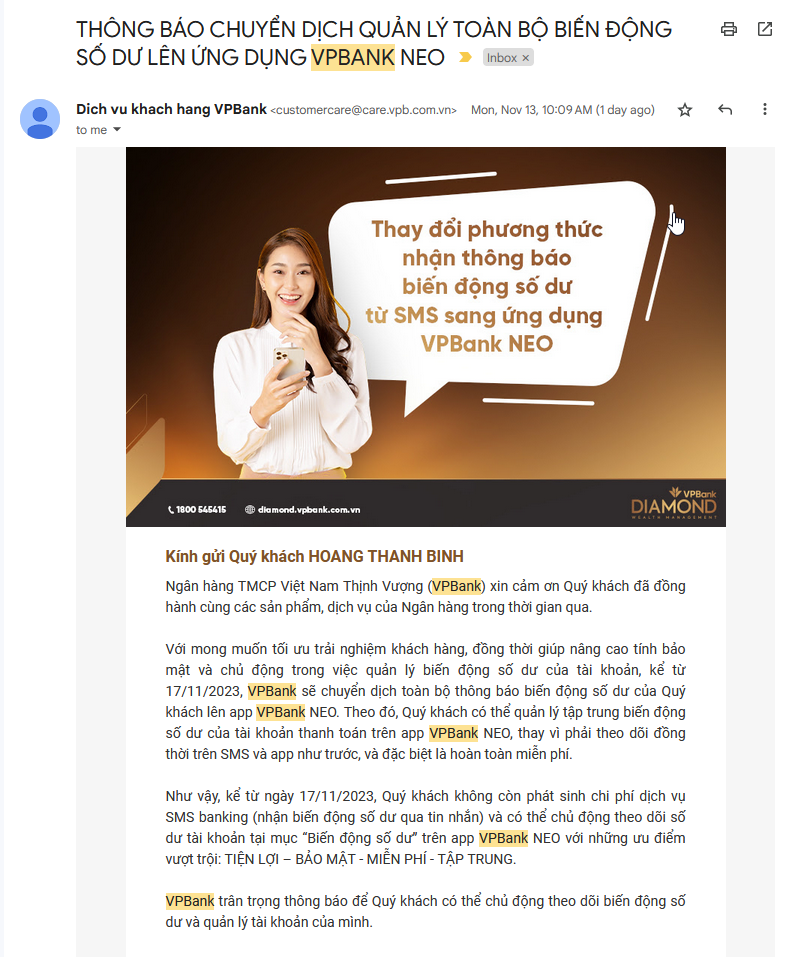 THÔNG BÁO CHUYỂN DỊCH QUẢN LÝ TOÀN BỘ BIẾN ĐỘNG
SỐ DƯ LÊN ỨNG DỤNG VPBANK NEO Inbox ×
Dich vu khach hang VPBank <customercare@care.vpb.com.vn> Mon, Nov 13, 10:09 AM (1 day ago)
to me
Thay đổi phương thức
nhận thông báo
biến động số dư
từ SMS sang ứng dụng
VPBank NEO
1800 545415 diamond.vpbank.com.vn
VPBank
DIAMOND
WEALTH MANAGEMENT
Kính gửi Quý khách HOANG THANH BINH
Ngân hàng TMCP Việt Nam Thịnh Vượng (VPBank) xin cảm ơn Quý khách đã đồng
hành cùng các sản phẩm, dịch vụ của Ngân hàng trong thời gian qua.
Với mong muốn tối ưu trải nghiệm khách hàng, đồng thời giúp nâng cao tính bảo
mật và chủ động trong việc quản lý biến động số dư của tài khoản, kể từ
17/11/2023, VPBank sẽ chuyển dịch toàn bộ thông báo biến động số dư của Quý
khách lên app VPBank NEO. Theo đó, Quý khách có thể quản lý tập trung biến động
số dư của tài khoản thanh toán trên app VPBank NEO, thay vì phải theo dõi đồng
thời trên SMS và app như trước, và đặc biệt là hoàn toàn miễn phí.
Như vậy, kể từ ngày 17/11/2023, Quý khách không còn phát sinh chi phí dịch vụ
SMS banking (nhận biến động số dư qua tin nhắn) và có thể chủ động theo dõi số
dư tài khoản tại mục “Biến động số dư” trên app VPBank NEO với những ưu điểm
vượt trội: TIỆN LỢI – BẢO MẬT - MIỄN PHÍ - TẬP TRUNG.
VPBank trân trọng thông báo để Quý khách có thể chủ động theo dõi biến động số
dư và quản lý tài khoản của mình.